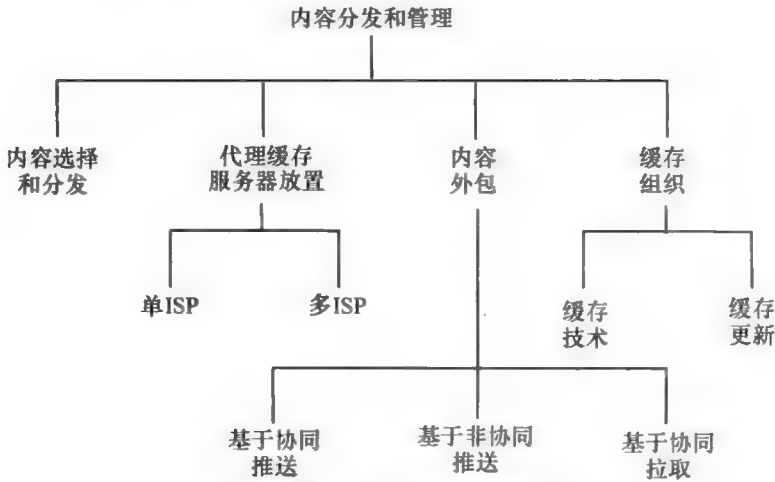 内容分发和管理
内容选择
和分发
代理缓存
服务器放置
内容
外包
缓存
组织
单ISP
多ISP
缓存
技术
缓存
更新
基于协同
推送
基于非协同
推送
基于协同
拉取